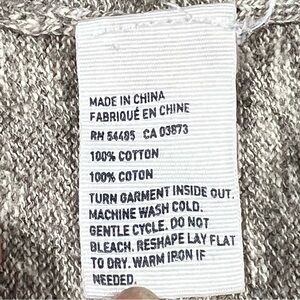 MADE IN CHINA
FABRIQUÉ EN CHINE
RN 54485 CA 03873
100% COTTON
100% COTON
TURN GARMENT INSIDE OUT.
MACHINE WASH COLD,
GENTLE CYCLE. DO NOT
BLEACH. RESHAPE LAY FLAT
TO DRY. WARM IRON IF
NEEDED.